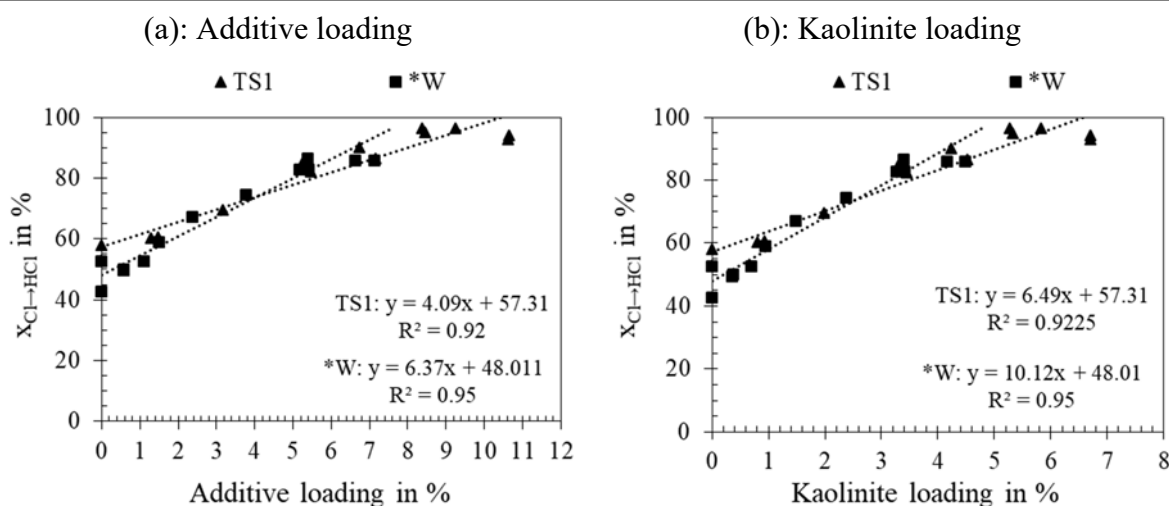 (a): Additive loading
▲ TS1 ■ *W
100
80
60
40
20
0
x_Cl→HCl in %
TS1: y = 4.09x + 57.31
R² = 0.92
*W: y = 6.37x + 48.011
R² = 0.95
0 1 2 3 4 5 6 7 8 9 10 11 12
Additive loading in %
(b): Kaolinite loading
▲ TS1 ■ *W
100
80
60
40
20
0
x_Cl→HCl in %
TS1: y = 6.49x + 57.31
R² = 0.9225
*W: y = 10.12x + 48.01
R² = 0.95
0 1 2 3 4 5 6 7 8
Kaolinite loading in %